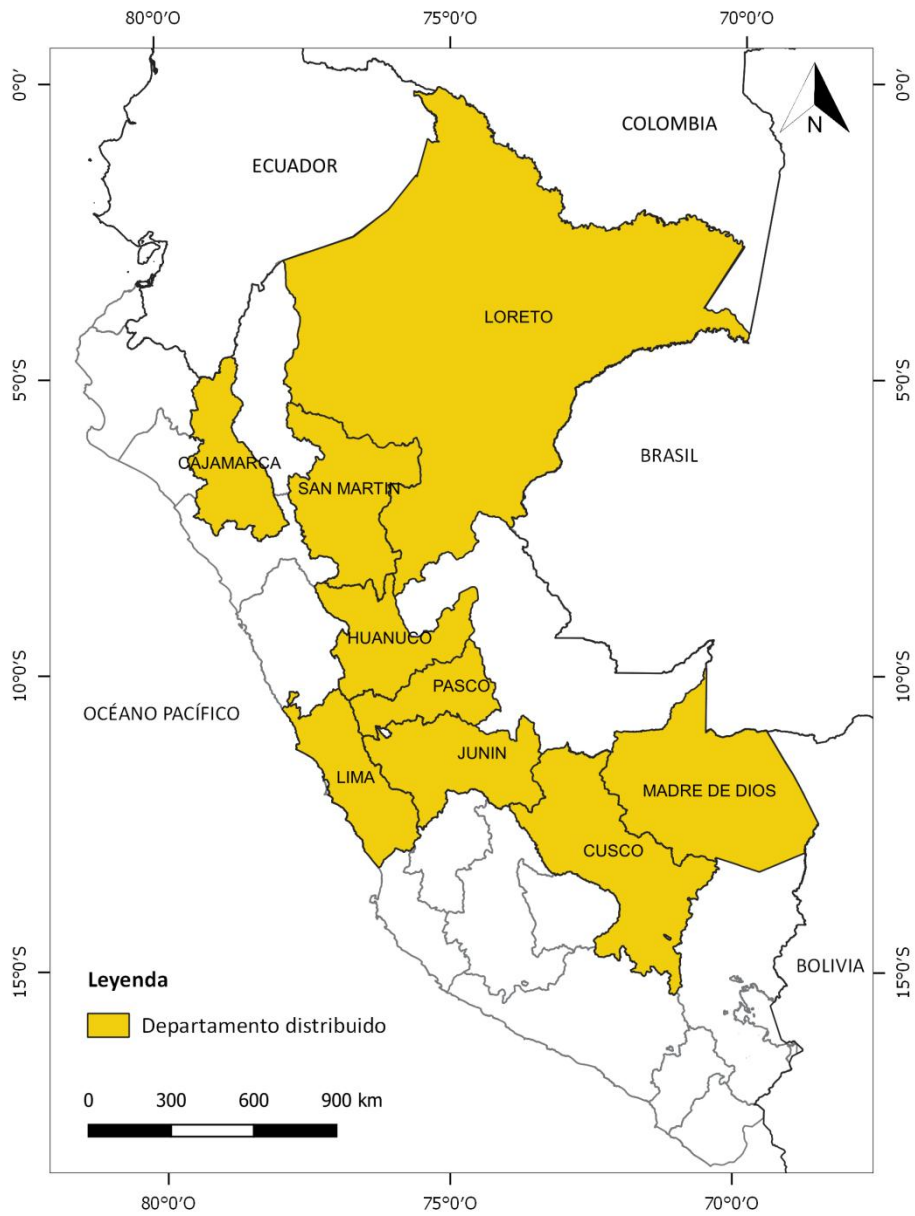 80°0'O 75°0'O 70°0'O
0°0'
0°0'
N
COLOMBIA
ECUADOR
LORETO
5°0'S
5°0'S
BRASIL
CAJAMARCA
SAN MARTIN
HUANUCO
PASCO
10°0'S
10°0'S
OCÉANO PACÍFICO
JUNIN
LIMA
MADRE DE DIOS
CUSCO
BOLIVIA
15°0'S
15°0'S
Leyenda
Departamento distribuido
0 300 600 900 km
80°0'O 75°0'O 70°0'O